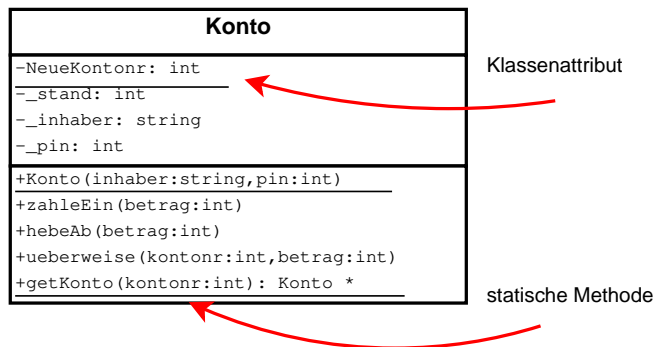 Konto
-NeueKontonr: int
-_stand: int
-_inhaber: string
-_pin: int
+Konto(inhaber:string,pin:int)
+zahleEin(betrag:int)
+hebeAb(betrag:int)
+ueberweise(kontonr:int,betrag:int)
+getKonto(kontonr:int): Konto *
Klassenattribut
statische Methode